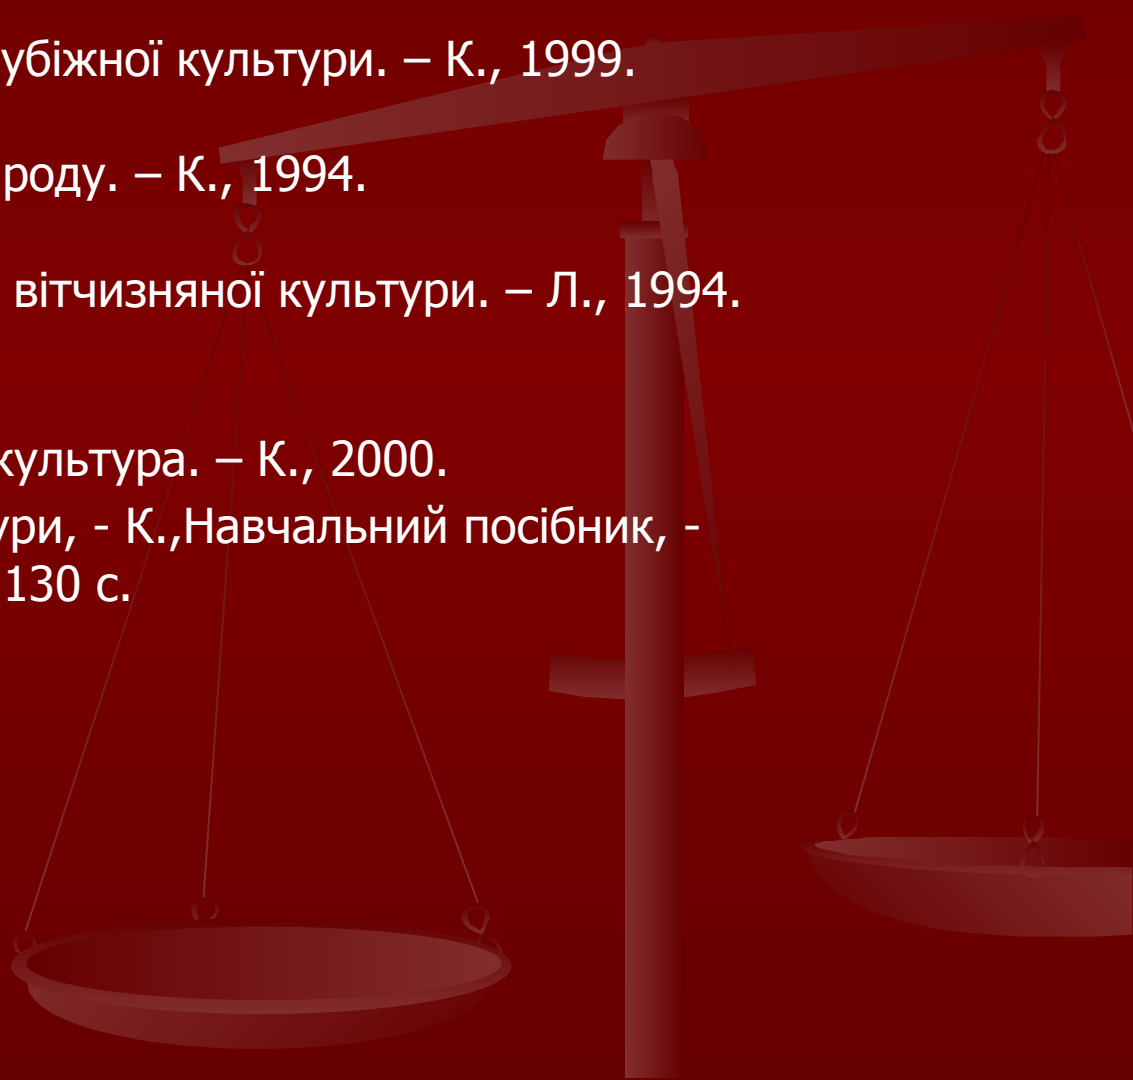 убіжної культури. – К., 1999.
роду. – К., 1994.
вітчизняної культури. – Л., 1994.
культура. – К., 2000.
ури, - К.,Навчальний посібник, -
130 с.